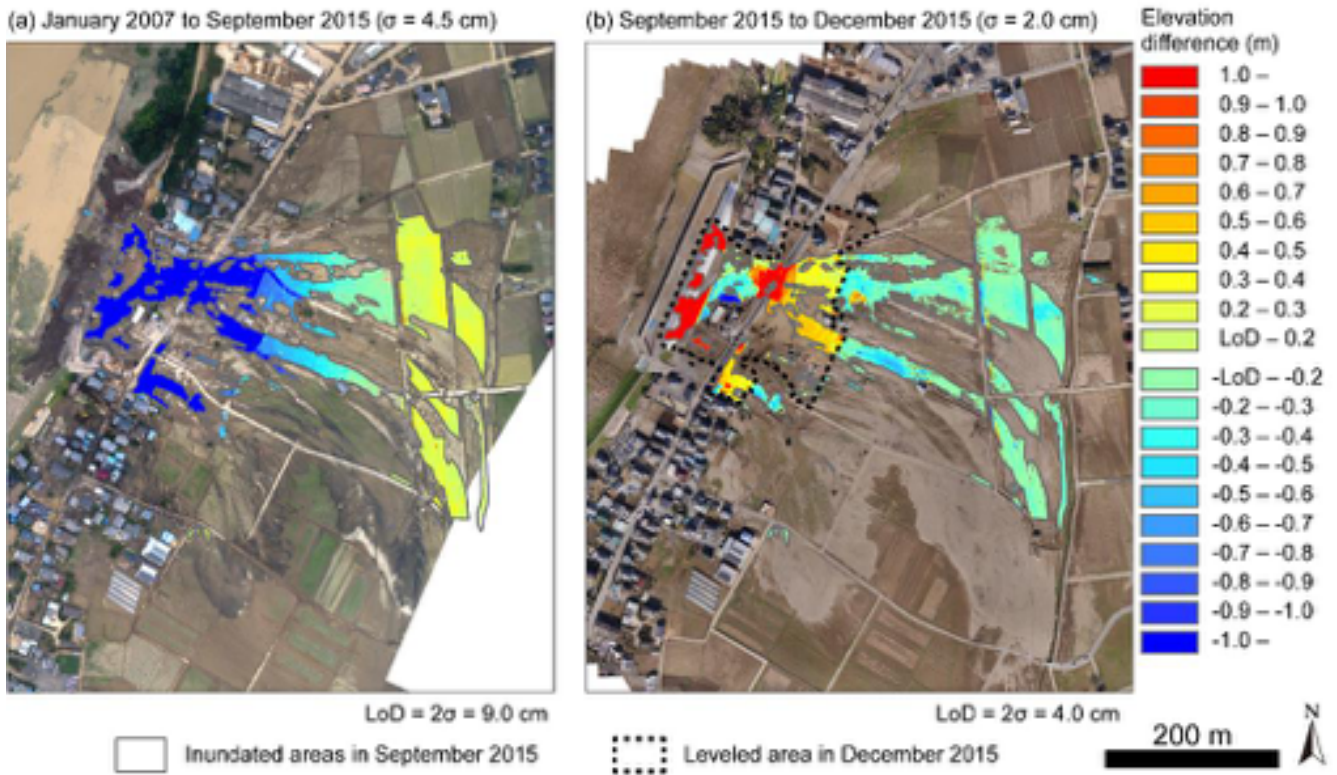 (a) January 2007 to September 2015 (σ = 4.5 cm)
(b) September 2015 to December 2015 (σ = 2.0 cm)
Elevation
difference (m)
1.0 –
0.9 – 1.0
0.8 – 0.9
0.7 – 0.8
0.6 – 0.7
0.5 – 0.6
0.4 – 0.5
0.3 – 0.4
0.2 – 0.3
LoD – 0.2
-LoD – -0.2
-0.2 – -0.3
-0.3 – -0.4
-0.4 – -0.5
-0.5 – -0.6
-0.6 – -0.7
-0.7 – -0.8
-0.8 – -0.9
-0.9 – -1.0
-1.0 –
LoD = 2σ = 9.0 cm
LoD = 2σ = 4.0 cm
Inundated areas in September 2015
Leveled area in December 2015
200 m
N